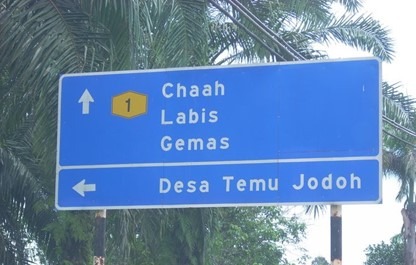 1
Chaah
Labis
Gemas
Desa Temu Jodoh